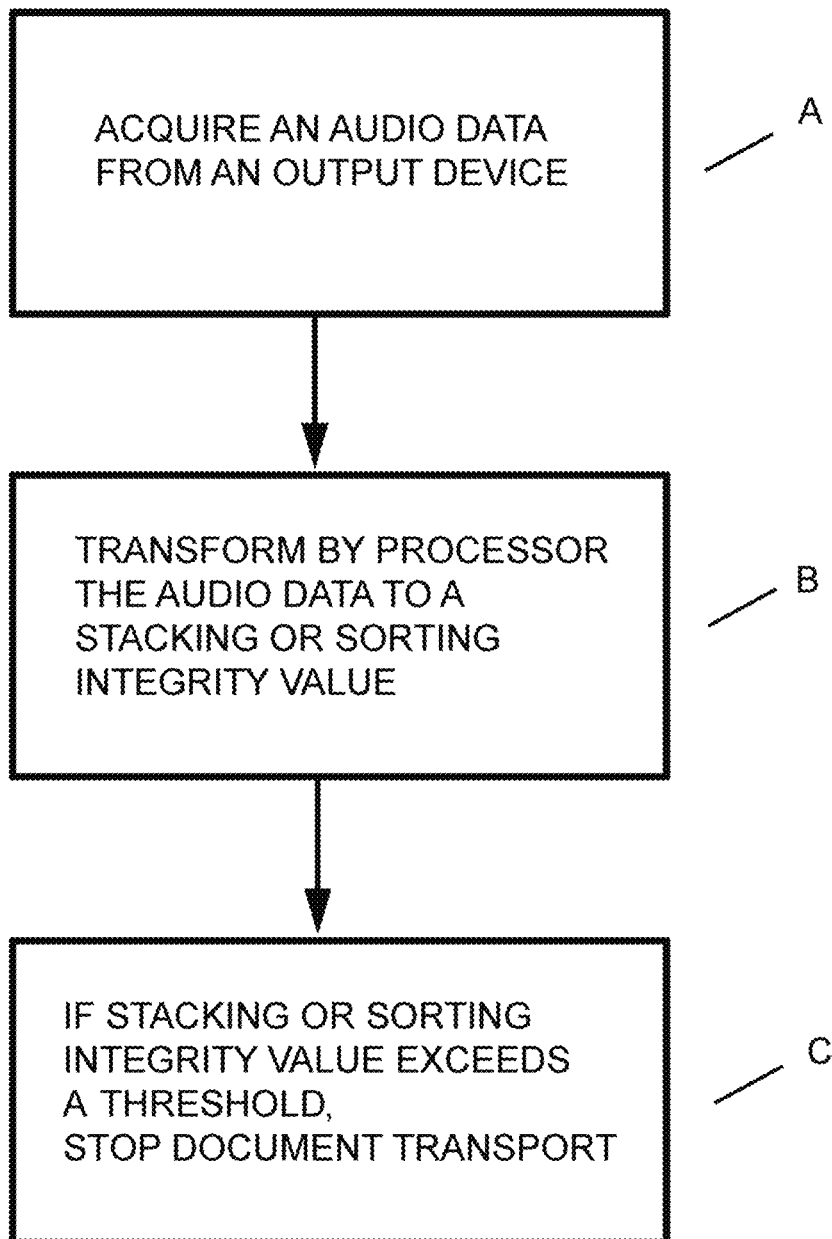 ACQUIRE AN AUDIO DATA
FROM AN OUTPUT DEVICE
A
TRANSFORM BY PROCESSOR
THE AUDIO DATA TO A
STACKING OR SORTING
INTEGRITY VALUE
B
IF STACKING OR SORTING
INTEGRITY VALUE EXCEEDS
A THRESHOLD,
STOP DOCUMENT TRANSPORT
C